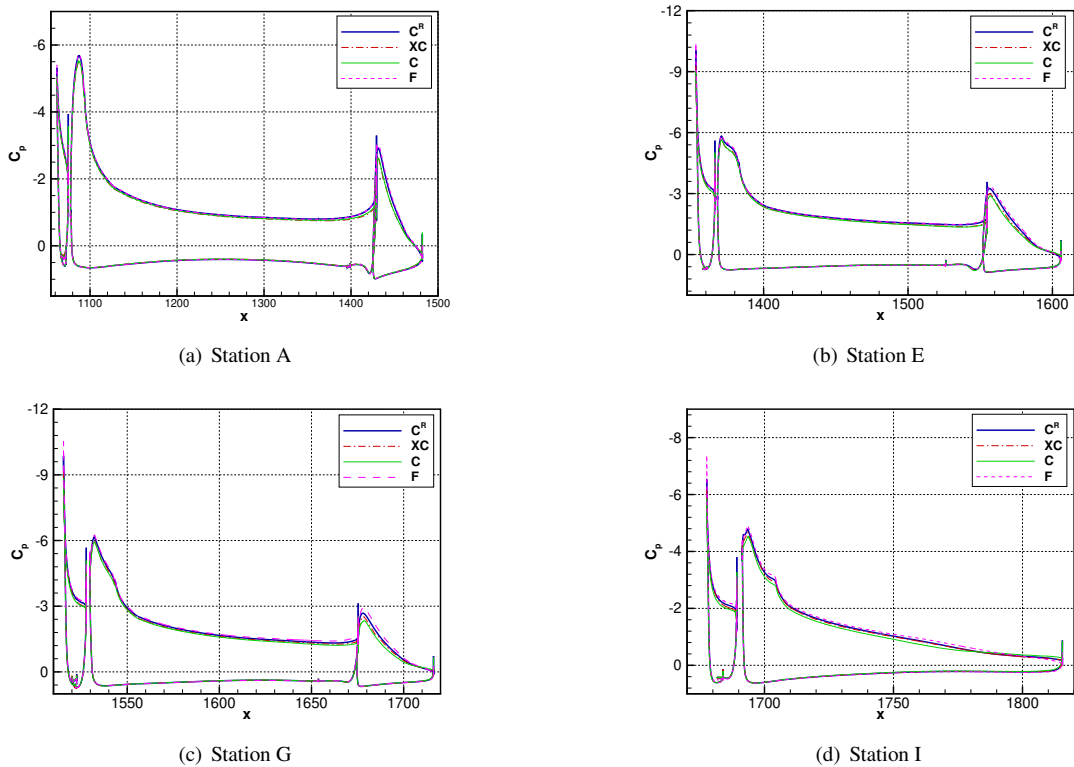 -6
-4
-2
0
C_p
1100
1200
1300
1400
1500
x
C^R
XC
C
F
(a) Station A
-12
-9
-6
-3
0
C_p
1400
1500
1600
x
C^R
XC
C
F
(b) Station E
-12
-9
-6
-3
0
C_p
1550
1600
1650
1700
x
C^R
XC
C
F
(c) Station G
-8
-6
-4
-2
0
C_p
1700
1750
1800
x
C^R
XC
C
F
(d) Station I